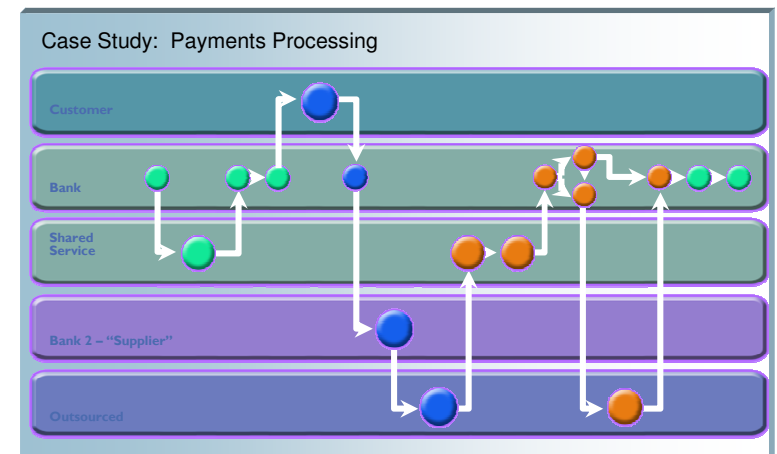 Case Study: Payments Processing
Customer
Bank
Shared
Service
Bank 2 – “Supplier”
Outsourced